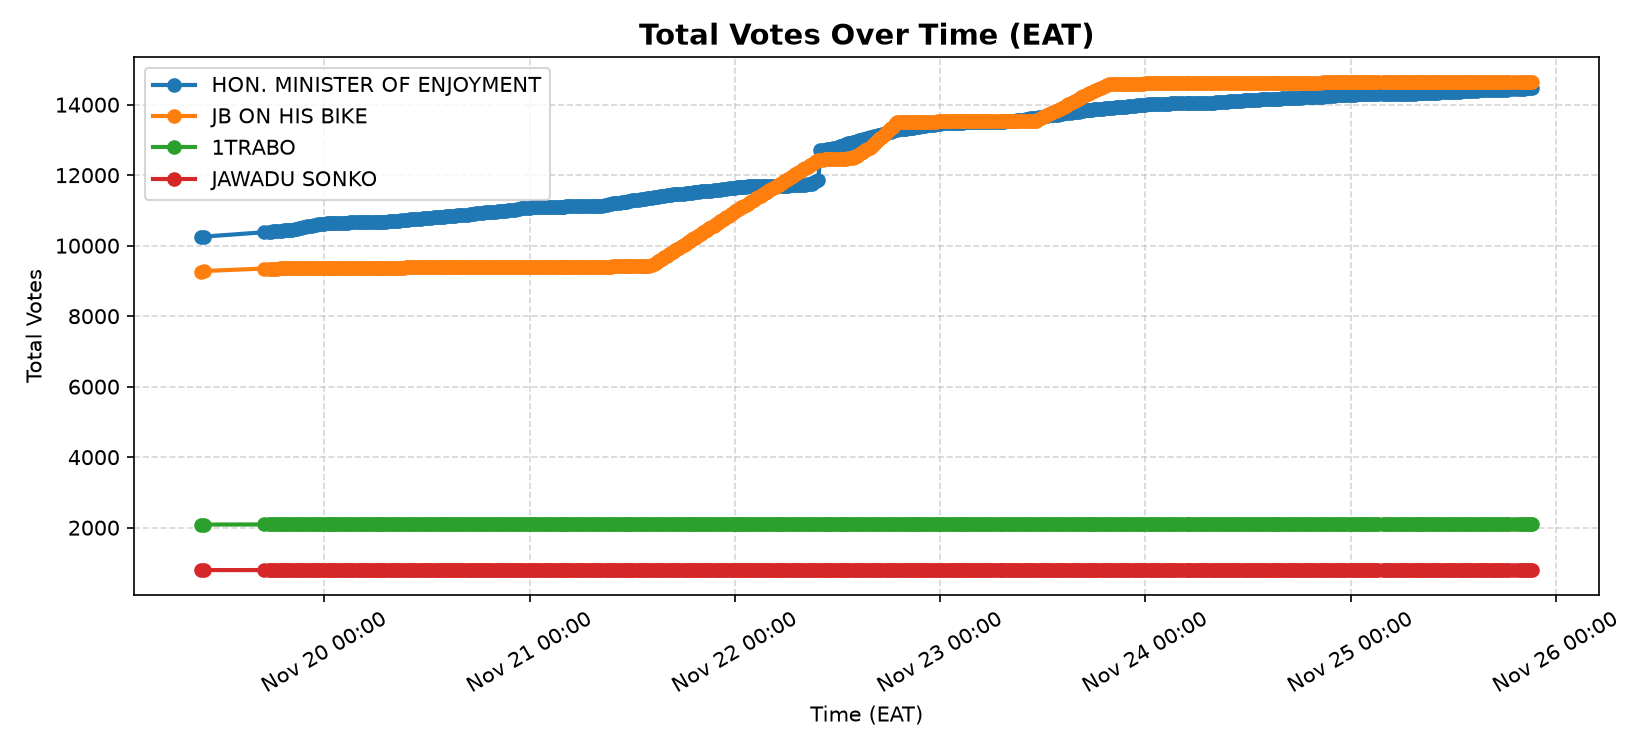 Total Votes Over Time (EAT)
HON. MINISTER OF ENJOYMENT
JB ON HIS BIKE
1TRABO
JAWADU SONKO
Total Votes
14000
12000
10000
8000
6000
4000
2000
Nov 20 00:00
Nov 21 00:00
Nov 22 00:00
Nov 23 00:00
Nov 24 00:00
Nov 25 00:00
Nov 26 00:00
Time (EAT)